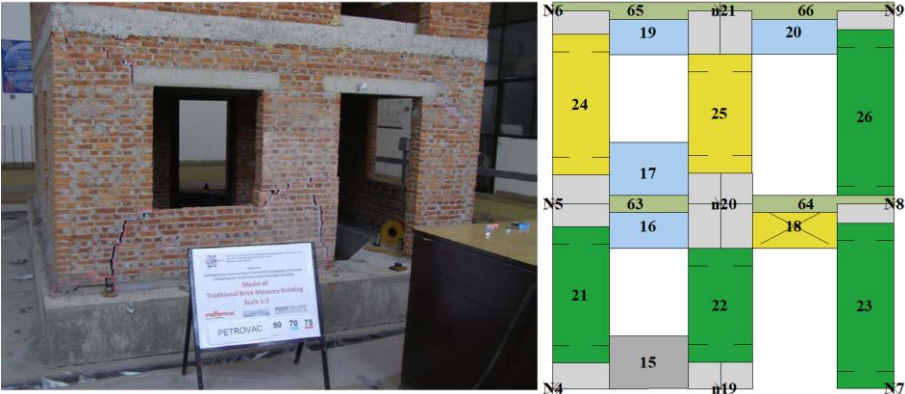 Model of
Traditional Brick Masonry Building
Scale 1:3
PETROVAC 50 70 75
N6 65 n21 66 N9
19 20
24 25 26
17
N5 63 n20 64 N8
16 18
21 22 23
15
N4 n19 N7